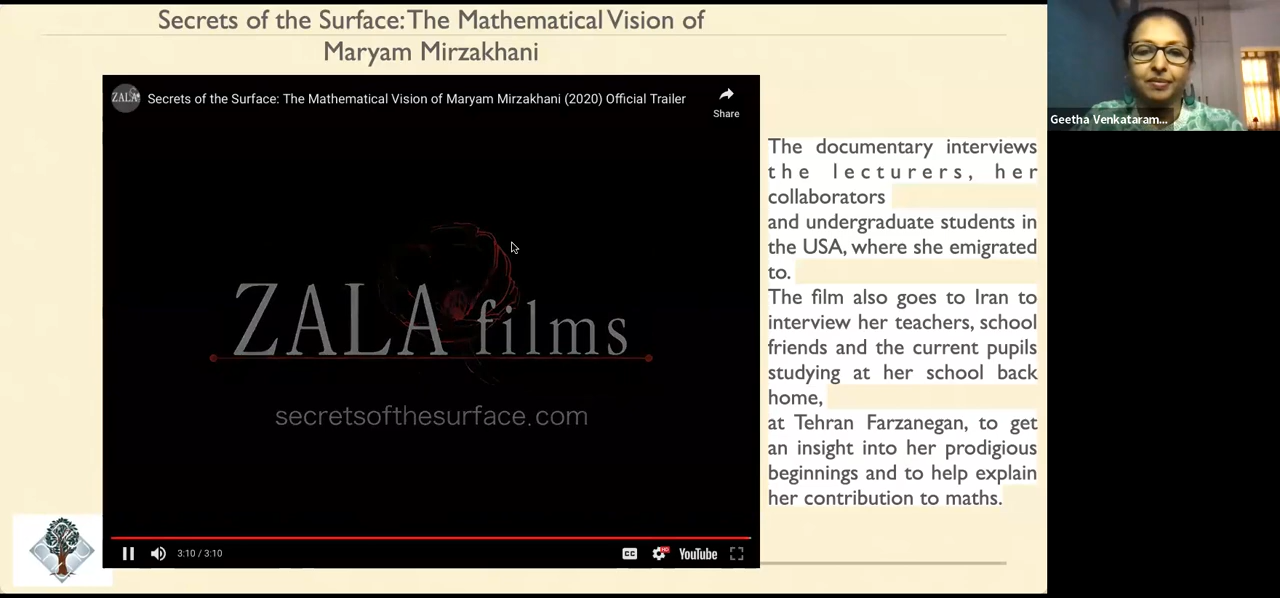 Secrets of the Surface: The Mathematical Vision of
Maryam Mirzakhani
ZALA
Secrets of the Surface: The Mathematical Vision of Maryam Mirzakhani (2020) Official Trailer
Share
ZALA films
secretsofthesurface.com
3:10 / 3:10
CC
HD
YouTube
The documentary interviews
the lecturers, her
collaborators
and undergraduate students in
the USA, where she emigrated
to.
The film also goes to Iran to
interview her teachers, school
friends and the current pupils
studying at her school back
home,
at Tehran Farzanegan, to get
an insight into her prodigious
beginnings and to help explain
her contribution to maths.
Geetha Venkataram...